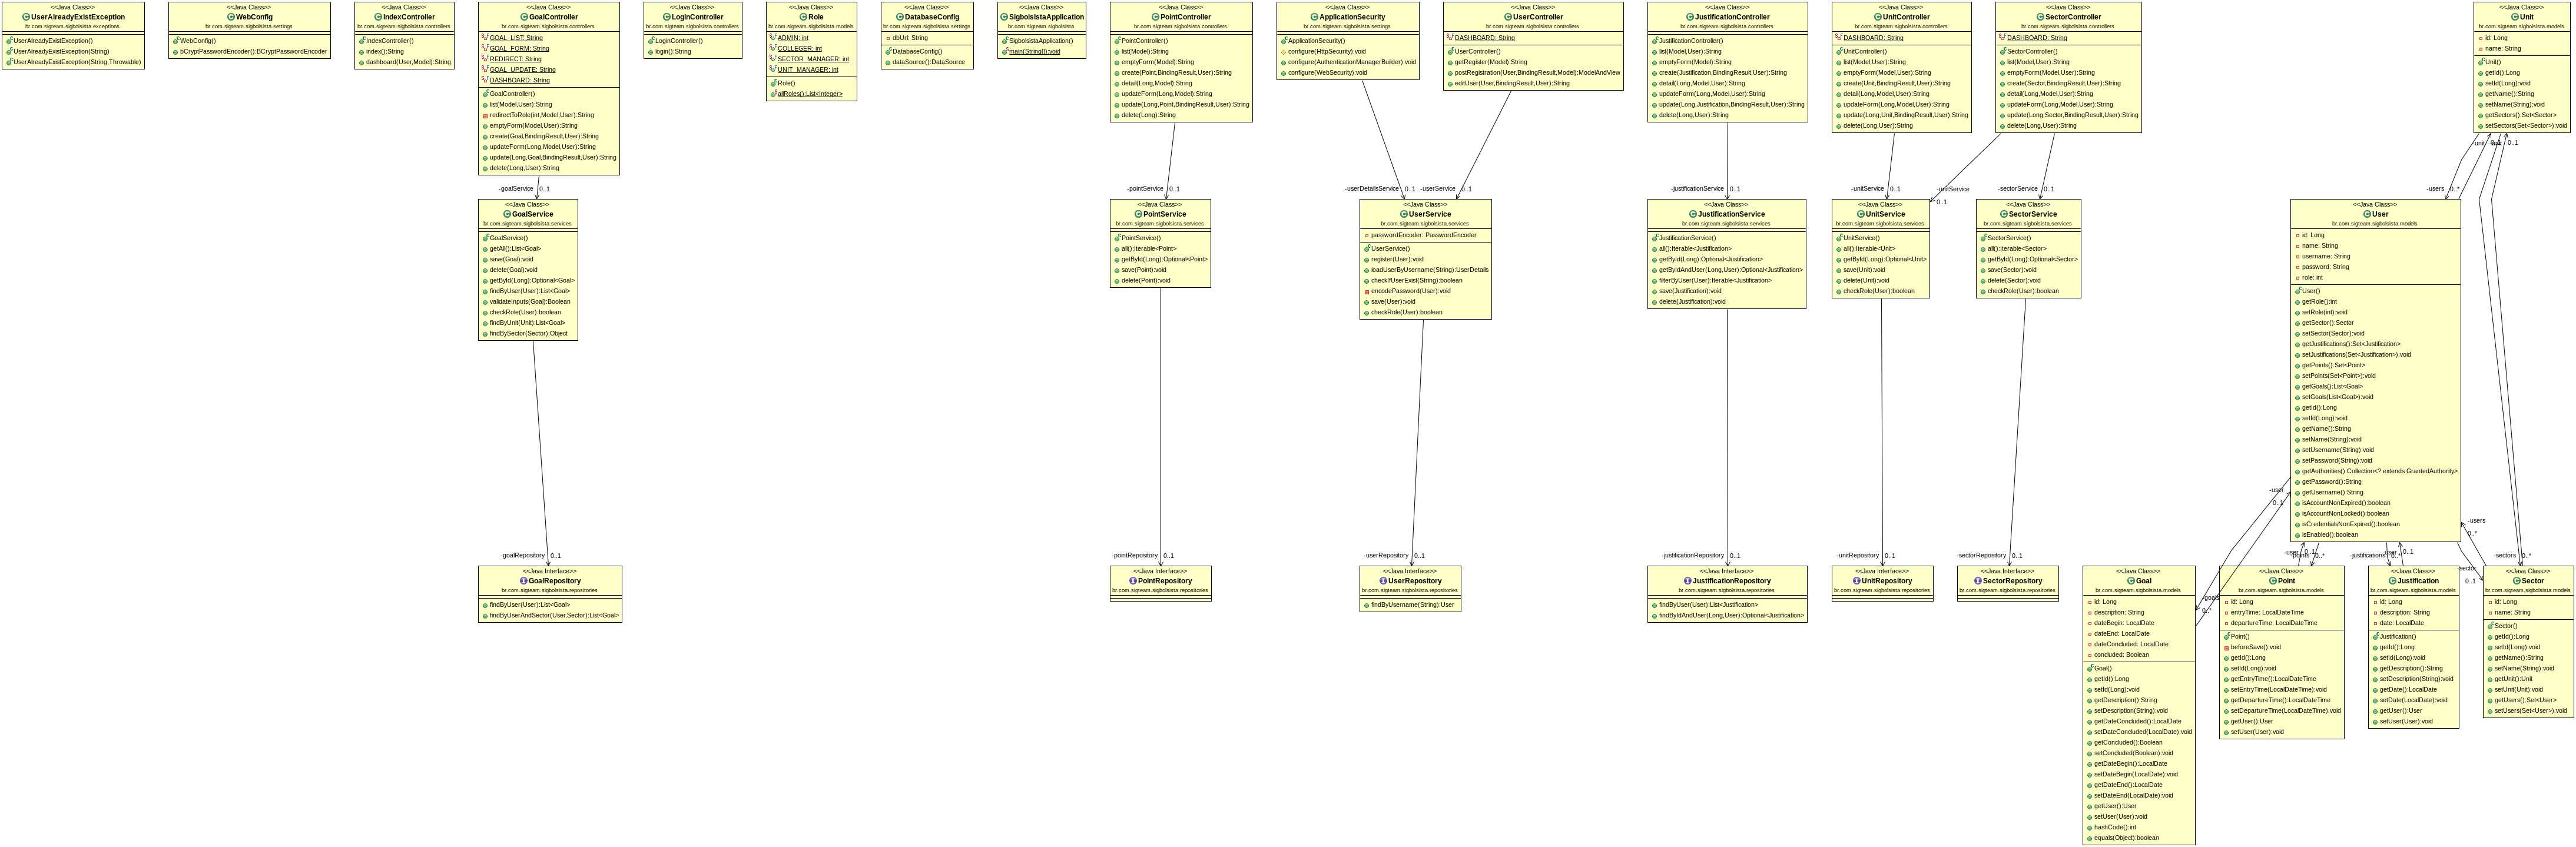 <<Java Class>>
UserAlreadyExistException
br.com.sigteam.sigbolsista.exceptions
UserAlreadyExistException()
UserAlreadyExistException(String)
UserAlreadyExistException(String,Throwable)
<<Java Class>>
WebConfig
br.com.sigteam.sigbolsista.settings
WebConfig()
bCryptPasswordEncoder():BCryptPasswordEncoder
<<Java Class>>
IndexController
br.com.sigteam.sigbolsista.controllers
IndexController()
index():String
dashboard(User,Model):String
<<Java Class>>
GoalController
br.com.sigteam.sigbolsista.controllers
GOAL_LIST: String
GOAL_FORM: String
REDIRECT: String
GOAL_UPDATE: String
DASHBOARD: String
GoalController()
list(Model,User):String
redirectToRole(int,Model,User):String
emptyForm(Model,User):String
create(Goal,BindingResult,User):String
updateForm(Long,Model,User):String
update(Long,Goal,BindingResult,User):String
delete(Long,User):String
<<Java Class>>
LoginController
br.com.sigteam.sigbolsista.controllers
LoginController()
login():String
<<Java Class>>
Role
br.com.sigteam.sigbolsista.models
ADMIN: int
COLLEGER: int
SECTOR_MANAGER: int
UNIT_MANAGER: int
Role()
allRoles():List<Integer>
<<Java Class>>
DatabaseConfig
br.com.sigteam.sigbolsista.settings
dbUrl: String
DatabaseConfig()
dataSource():DataSource
<<Java Class>>
SigbolsistaApplication
br.com.sigteam.sigbolsista
SigbolsistaApplication()
main(String[]):void
<<Java Class>>
PointController
br.com.sigteam.sigbolsista.controllers
PointController()
list(Model):String
emptyForm(Model):String
create(Point,BindingResult,User):String
detail(Long,Model):String
updateForm(Long,Model):String
update(Long,Point,BindingResult,User):String
delete(Long):String
<<Java Class>>
ApplicationSecurity
br.com.sigteam.sigbolsista.settings
ApplicationSecurity()
configure(HttpSecurity):void
configure(AuthenticationManagerBuilder):void
configure(WebSecurity):void
<<Java Class>>
UserController
br.com.sigteam.sigbolsista.controllers
DASHBOARD: String
UserController()
getRegister(Model):String
postRegistration(User,BindingResult,Model):ModelAndView
editUser(User,BindingResult,User):String
<<Java Class>>
JustificationController
br.com.sigteam.sigbolsista.controllers
JustificationController()
list(Model,User):String
emptyForm(Model):String
create(Justification,BindingResult,User):String
detail(Long,Model,User):String
updateForm(Long,Model,User):String
update(Long,Justification,BindingResult,User):String
delete(Long,User):String
<<Java Class>>
UnitController
br.com.sigteam.sigbolsista.controllers
DASHBOARD: String
UnitController()
list(Model,User):String
emptyForm(Model,User):String
create(Unit,BindingResult,User):String
detail(Long,Model,User):String
updateForm(Long,Model,User):String
update(Long,Unit,BindingResult,User):String
delete(Long,User):String
<<Java Class>>
SectorController
br.com.sigteam.sigbolsista.controllers
DASHBOARD: String
SectorController()
list(Model,User):String
emptyForm(Model,User):String
create(Sector,BindingResult,User):String
detail(Long,Model,User):String
updateForm(Long,Model,User):String
update(Long,Sector,BindingResult,User):String
delete(Long,User):String
<<Java Class>>
Unit
br.com.sigteam.sigbolsista.models
id: Long
name: String
Unit()
getId():Long
setId(Long):void
getName():String
setName(String):void
getSectors():Set<Sector>
setSectors(Set<Sector>):void
-unit 0..1
0..1
-goalService 0..1
-pointService 0..1
-userDetailsService 0..1
-userService 0..1
-justificationService 0..1
-unitService 0..1
-unitService
0..1
-sectorService 0..1
-users 0..*
<<Java Class>>
GoalService
br.com.sigteam.sigbolsista.services
GoalService()
getAll():List<Goal>
save(Goal):void
delete(Goal):void
getById(Long):Optional<Goal>
findByUser(User):List<Goal>
validateInputs(Goal):Boolean
checkRole(User):boolean
findByUnit(Unit):List<Goal>
findBySector(Sector):Object
<<Java Class>>
PointService
br.com.sigteam.sigbolsista.services
PointService()
all():Iterable<Point>
getById(Long):Optional<Point>
save(Point):void
delete(Point):void
<<Java Class>>
UserService
br.com.sigteam.sigbolsista.services
passwordEncoder: PasswordEncoder
UserService()
register(User):void
loadUserByUsername(String):UserDetails
checkIfUserExist(String):boolean
encodePassword(User):void
save(User):void
checkRole(User):boolean
<<Java Class>>
JustificationService
br.com.sigteam.sigbolsista.services
JustificationService()
all():Iterable<Justification>
getById(Long):Optional<Justification>
getByIdAndUser(Long,User):Optional<Justification>
filterByUser(User):Iterable<Justification>
save(Justification):void
delete(Justification):void
<<Java Class>>
UnitService
br.com.sigteam.sigbolsista.services
UnitService()
all():Iterable<Unit>
getById(Long):Optional<Unit>
save(Unit):void
delete(Unit):void
checkRole(User):boolean
<<Java Class>>
SectorService
br.com.sigteam.sigbolsista.services
SectorService()
all():Iterable<Sector>
getById(Long):Optional<Sector>
save(Sector):void
delete(Sector):void
checkRole(User):boolean
<<Java Class>>
User
br.com.sigteam.sigbolsista.models
id: Long
name: String
username: String
password: String
role: int
User()
getRole():int
setRole(int):void
getSector():Sector
setSector(Sector):void
getJustifications():Set<Justification>
setJustifications(Set<Justification>):void
getPoints():Set<Point>
setPoints(Set<Point>):void
getGoals():List<Goal>
setGoals(List<Goal>):void
getId():Long
setId(Long):void
getName():String
setName(String):void
setUsername(String):void
setPassword(String):void
getAuthorities():Collection<? extends GrantedAuthority>
getPassword():String
getUsername():String
isAccountNonExpired():boolean
isAccountNonLocked():boolean
isCredentialsNonExpired():boolean
isEnabled():boolean
-user
0..1
-users
0..*
-goalRepository 0..1
-pointRepository 0..1
-userRepository 0..1
-justificationRepository 0..1
-unitRepository 0..1
-sectorRepository 0..1
-user 0..1
-points 0..*
-justifications 0..*
-user 0..1
-sector
0..1
-sectors 0..*
-goals
0..*
<<Java Interface>>
GoalRepository
br.com.sigteam.sigbolsista.repositories
findByUser(User):List<Goal>
findByUserAndSector(User,Sector):List<Goal>
<<Java Interface>>
PointRepository
br.com.sigteam.sigbolsista.repositories
<<Java Interface>>
UserRepository
br.com.sigteam.sigbolsista.repositories
findByUsername(String):User
<<Java Interface>>
JustificationRepository
br.com.sigteam.sigbolsista.repositories
findByUser(User):List<Justification>
findByIdAndUser(Long,User):Optional<Justification>
<<Java Interface>>
UnitRepository
br.com.sigteam.sigbolsista.repositories
<<Java Interface>>
SectorRepository
br.com.sigteam.sigbolsista.repositories
<<Java Class>>
Goal
br.com.sigteam.sigbolsista.models
id: Long
description: String
dateBegin: LocalDate
dateEnd: LocalDate
dateConcluded: LocalDate
concluded: Boolean
Goal()
getId():Long
setId(Long):void
getDescription():String
setDescription(String):void
getDateConcluded():LocalDate
setDateConcluded(LocalDate):void
getConcluded():Boolean
setConcluded(Boolean):void
getDateBegin():LocalDate
setDateBegin(LocalDate):void
getDateEnd():LocalDate
setDateEnd(LocalDate):void
getUser():User
setUser(User):void
hashCode():int
equals(Object):boolean
<<Java Class>>
Point
br.com.sigteam.sigbolsista.models
id: Long
entryTime: LocalDateTime
departureTime: LocalDateTime
Point()
beforeSave():void
getId():Long
setId(Long):void
getEntryTime():LocalDateTime
setEntryTime(LocalDateTime):void
getDepartureTime():LocalDateTime
setDepartureTime(LocalDateTime):void
getUser():User
setUser(User):void
<<Java Class>>
Justification
br.com.sigteam.sigbolsista.models
id: Long
description: String
date: LocalDate
Justification()
getId():Long
setId(Long):void
getDescription():String
setDescription(String):void
getDate():LocalDate
setDate(LocalDate):void
getUser():User
setUser(User):void
<<Java Class>>
Sector
br.com.sigteam.sigbolsista.models
id: Long
name: String
Sector()
getId():Long
setId(Long):void
getName():String
setName(String):void
getUnit():Unit
setUnit(Unit):void
getUsers():Set<User>
setUsers(Set<User>):void